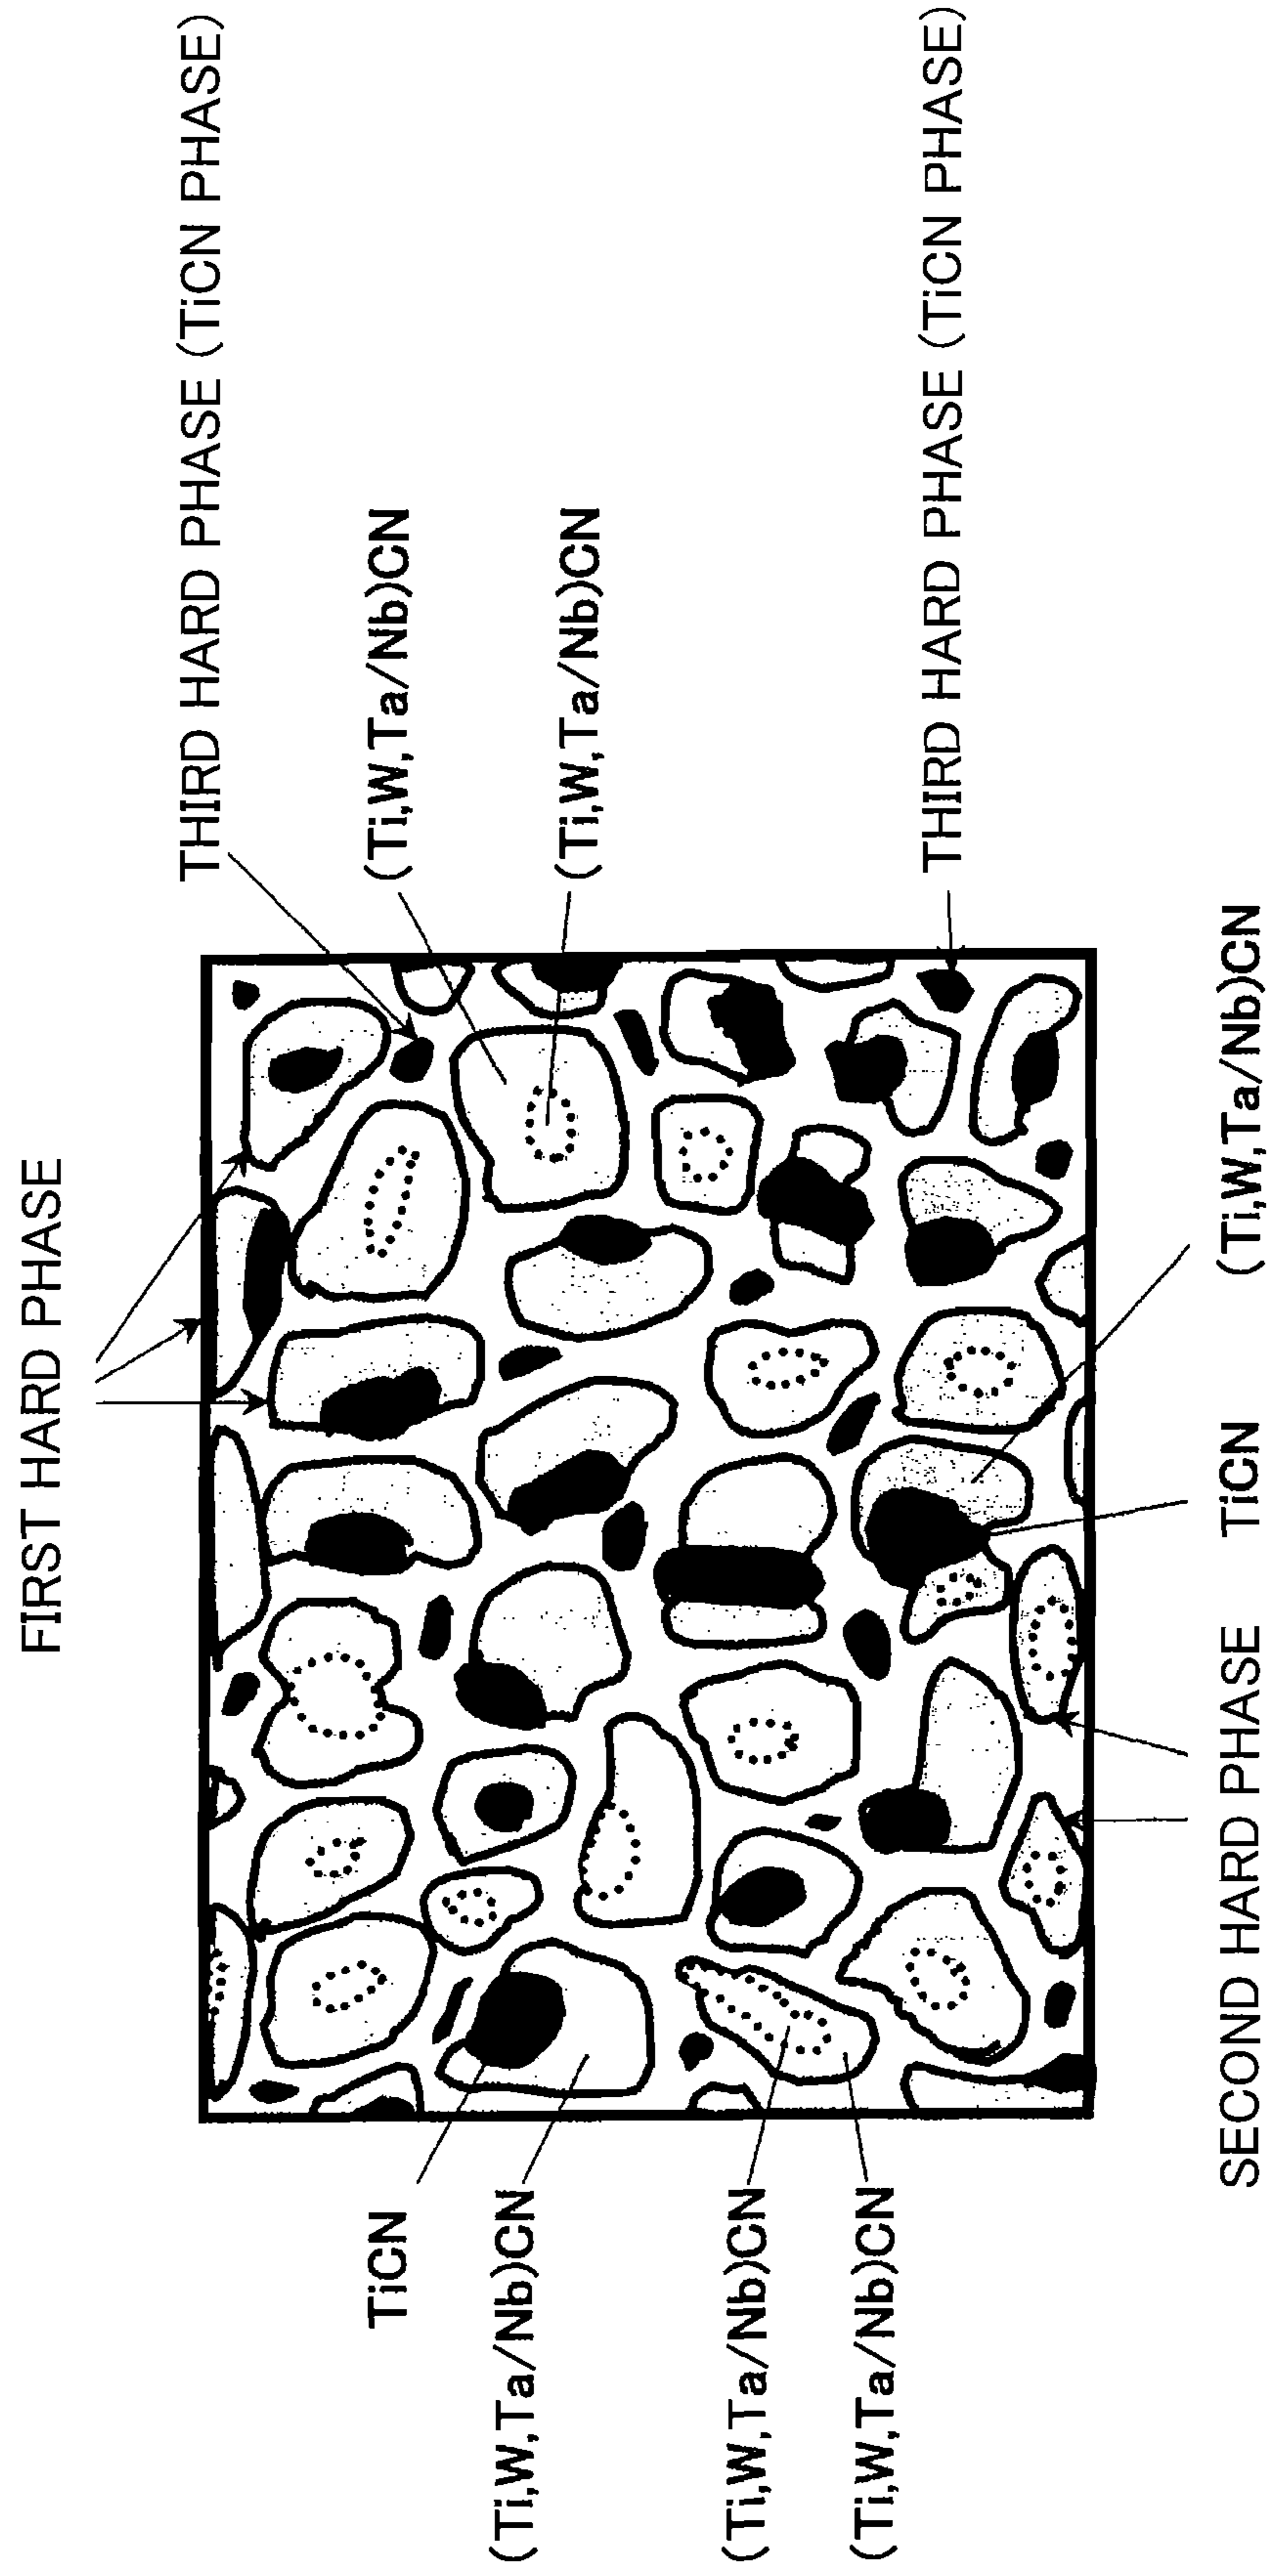 FIRST HARD PHASE
THIRD HARD PHASE (TiCN PHASE)
TiCN
(Ti,W,Ta/Nb)CN
(Ti,W,Ta/Nb)CN
(Ti,W,Ta/Nb)CN
(Ti,W,Ta/Nb)CN
(Ti,W,Ta/Nb)CN
THIRD HARD PHASE (TiCN PHASE)
SECOND HARD PHASE
TiCN
(Ti,W,Ta/Nb)CN